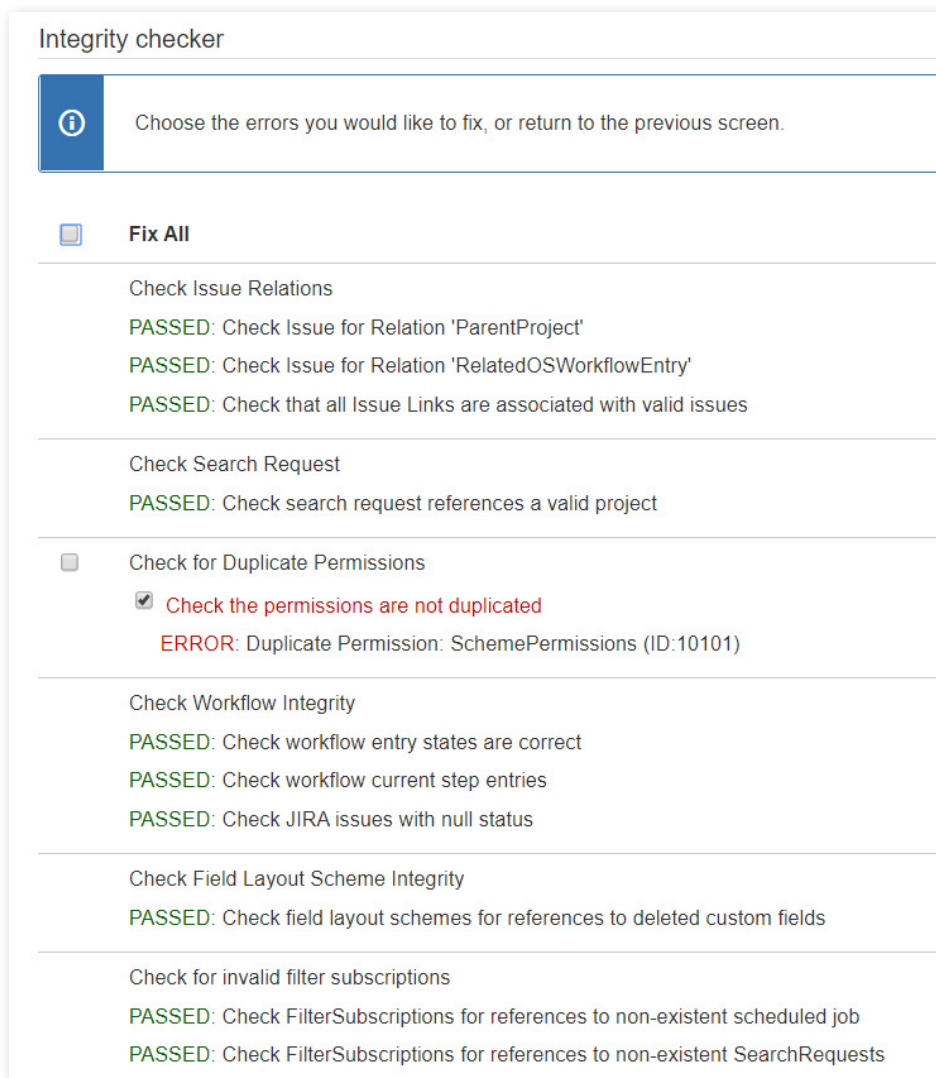 Integrity checker
Choose the errors you would like to fix, or return to the previous screen.
Fix All
Check Issue Relations
PASSED: Check Issue for Relation 'ParentProject'
PASSED: Check Issue for Relation 'RelatedOSWorkflowEntry'
PASSED: Check that all Issue Links are associated with valid issues
Check Search Request
PASSED: Check search request references a valid project
Check for Duplicate Permissions
Check the permissions are not duplicated
ERROR: Duplicate Permission: SchemePermissions (ID:10101)
Check Workflow Integrity
PASSED: Check workflow entry states are correct
PASSED: Check workflow current step entries
PASSED: Check JIRA issues with null status
Check Field Layout Scheme Integrity
PASSED: Check field layout schemes for references to deleted custom fields
Check for invalid filter subscriptions
PASSED: Check FilterSubscriptions for references to non-existent scheduled job
PASSED: Check FilterSubscriptions for references to non-existent SearchRequests